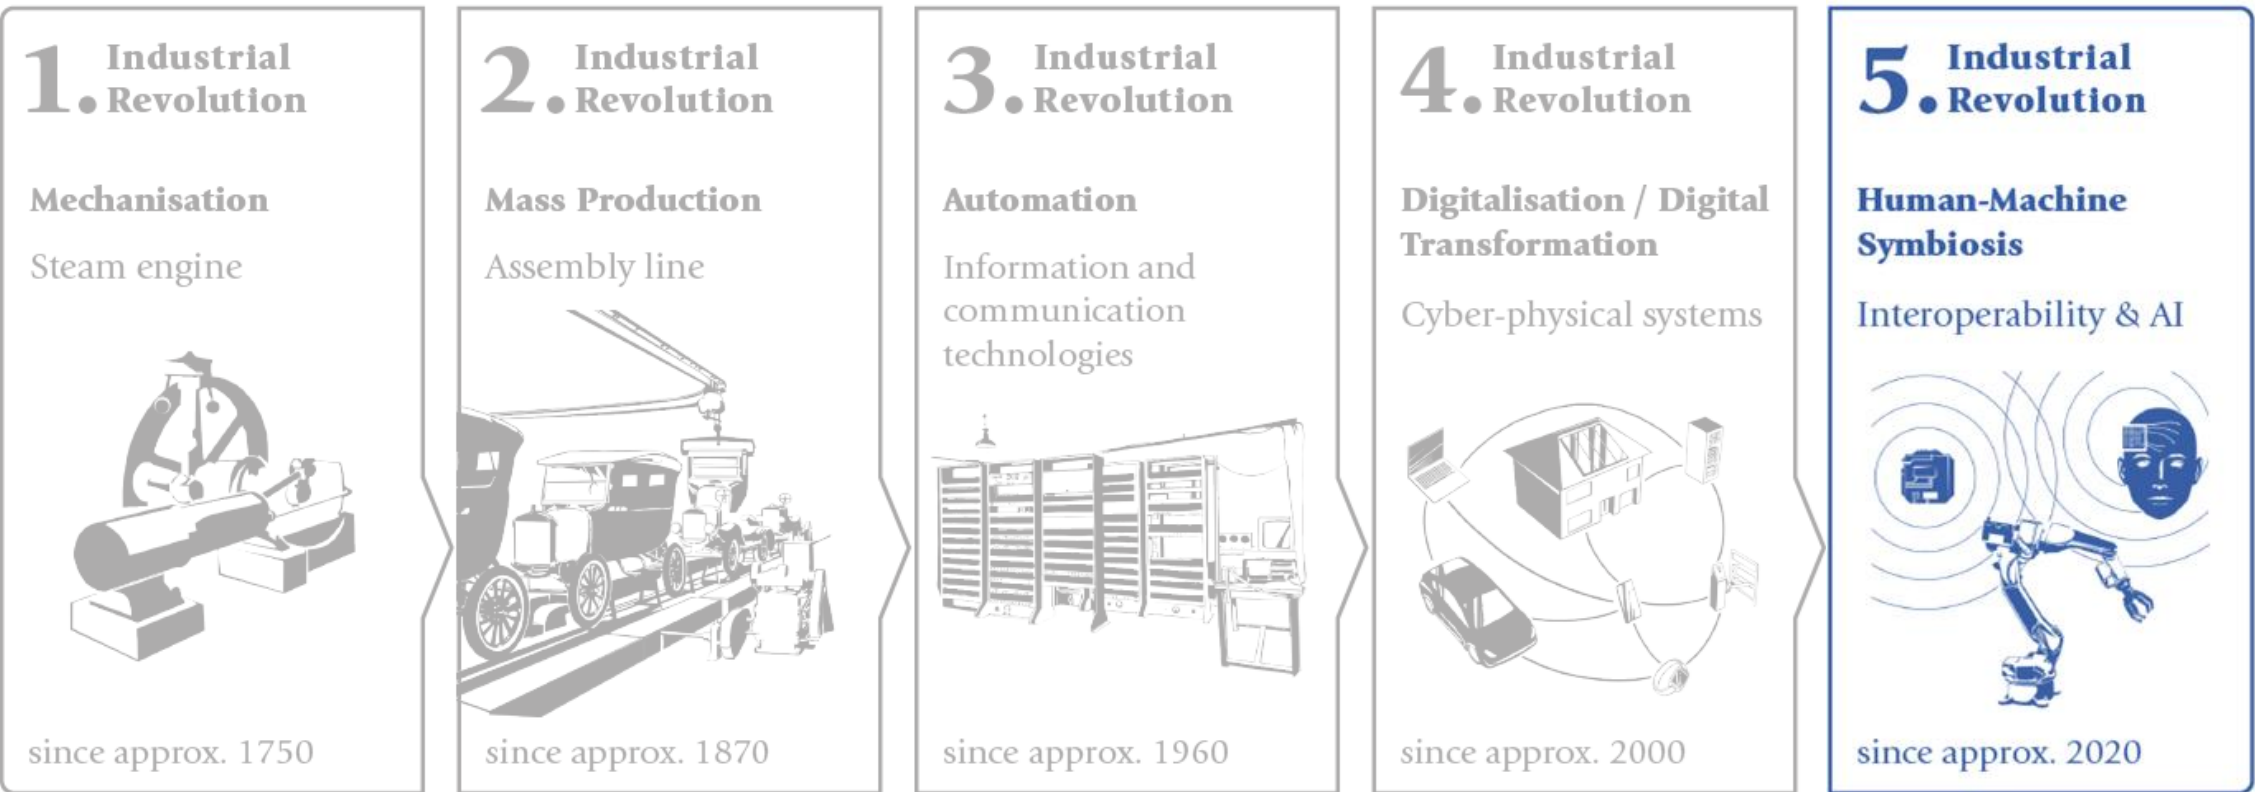 1. Industrial
Revolution
Mechanisation
Steam engine
since approx. 1750
2. Industrial
Revolution
Mass Production
Assembly line
since approx. 1870
3. Industrial
Revolution
Automation
Information and
communication
technologies
since approx. 1960
4. Industrial
Revolution
Digitalisation / Digital
Transformation
Cyber-physical systems
since approx. 2000
5. Industrial
Revolution
Human-Machine
Symbiosis
Interoperability & AI
since approx. 2020